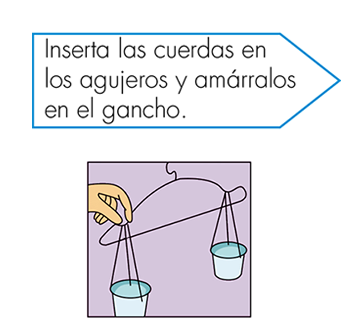 Inserta las cuerdas en
los agujeros y amárralos
en el gancho.